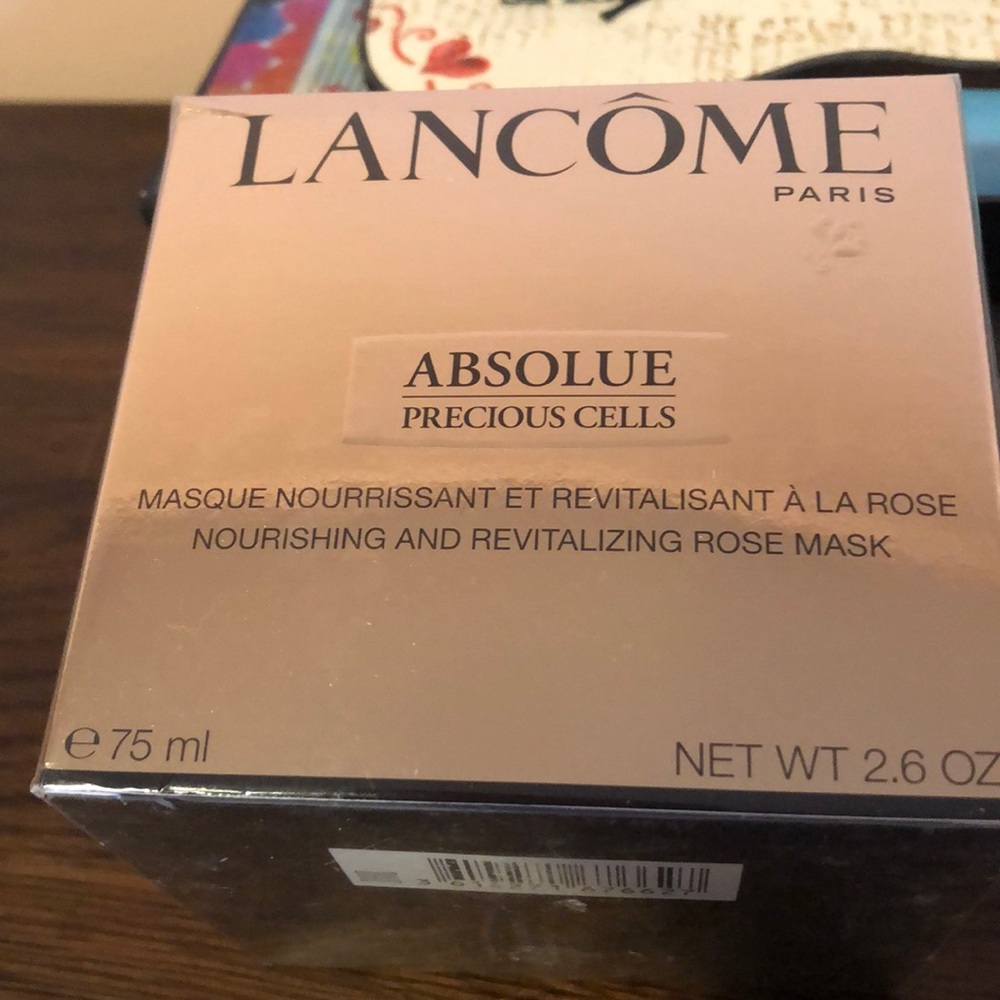 LANCÔME
PARIS
ABSOLUE
PRECIOUS CELLS
MASQUE NOURRISSANT ET REVITALISANT À LA ROSE
NOURISHING AND REVITALIZING ROSE MASK
e 75 ml
NET WT 2.6 OZ